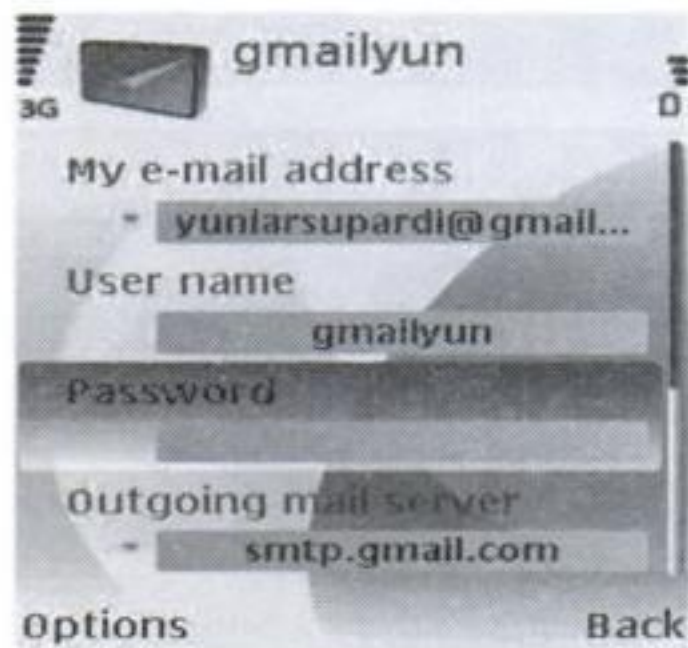 gmailyun
3G
My e-mail address
* yuniarsupardi@gmail...
User name
gmailyun
Password
Outgoing mail server
* smtp.gmail.com
Options
Back